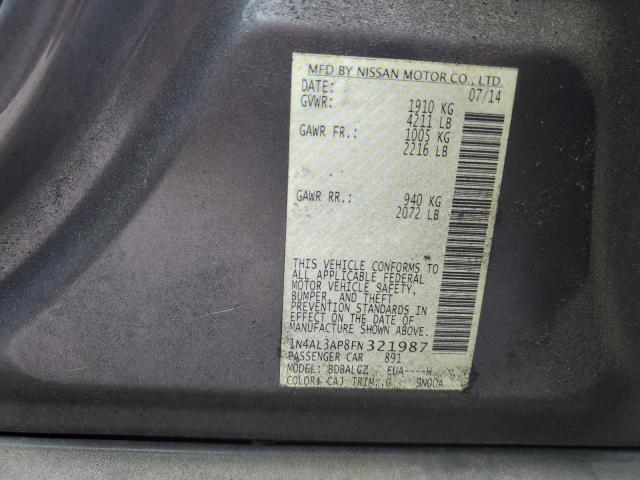 MFD BY NISSAN MOTOR CO., LTD.
DATE: 07/14
GVWR: 1910 KG
4211 LB
GAWR FR.: 1005 KG
2216 LB
GAWR RR.: 940 KG
2072 LB
THIS VEHICLE CONFORMS TO
ALL APPLICABLE FEDERAL
MOTOR VEHICLE SAFETY,
BUMPER, AND THEFT
PREVENTION STANDARDS IN
EFFECT ON THE DATE OF
MANUFACTURE SHOWN ABOVE.
1N4AL3AP8FN321987
PASSENGER CAR 891
MODEL: BDBALGZ EUA----H
COLOR: CAJ TRIM: G